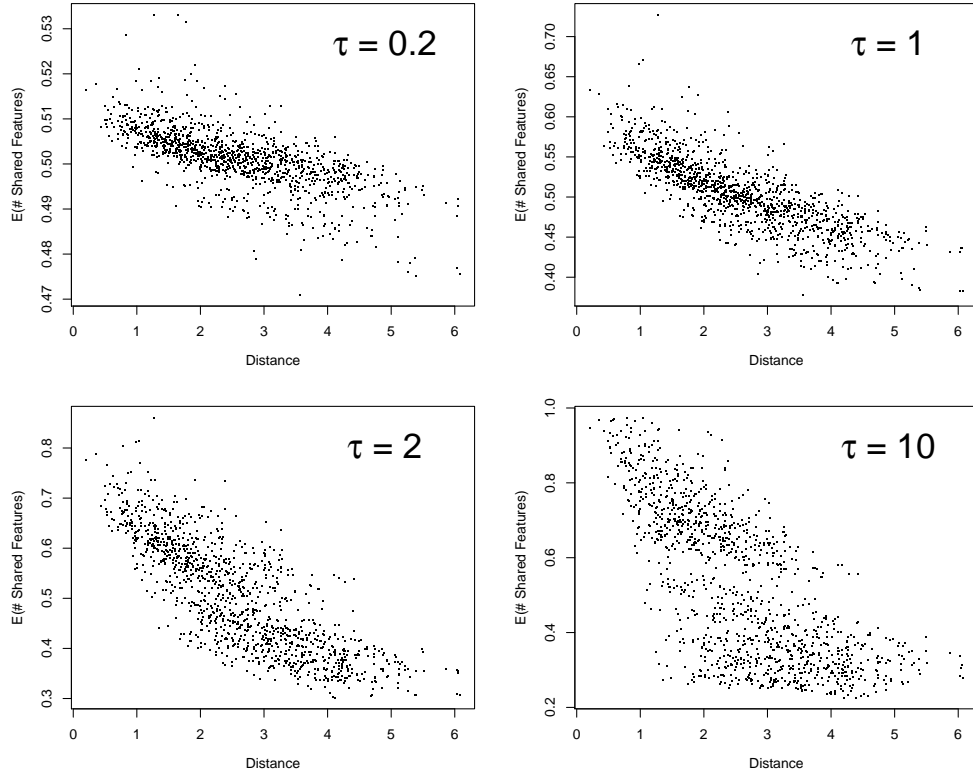 τ = 0.2
E(# Shared Features)
0.47 0.48 0.49 0.50 0.51 0.52 0.53
0 1 2 3 4 5 6
Distance
τ = 1
E(# Shared Features)
0.40 0.45 0.50 0.55 0.60 0.65 0.70
0 1 2 3 4 5 6
Distance
τ = 2
E(# Shared Features)
0.3 0.4 0.5 0.6 0.7 0.8
0 1 2 3 4 5 6
Distance
τ = 10
E(# Shared Features)
0.2 0.4 0.6 0.8 1.0
0 1 2 3 4 5 6
Distance